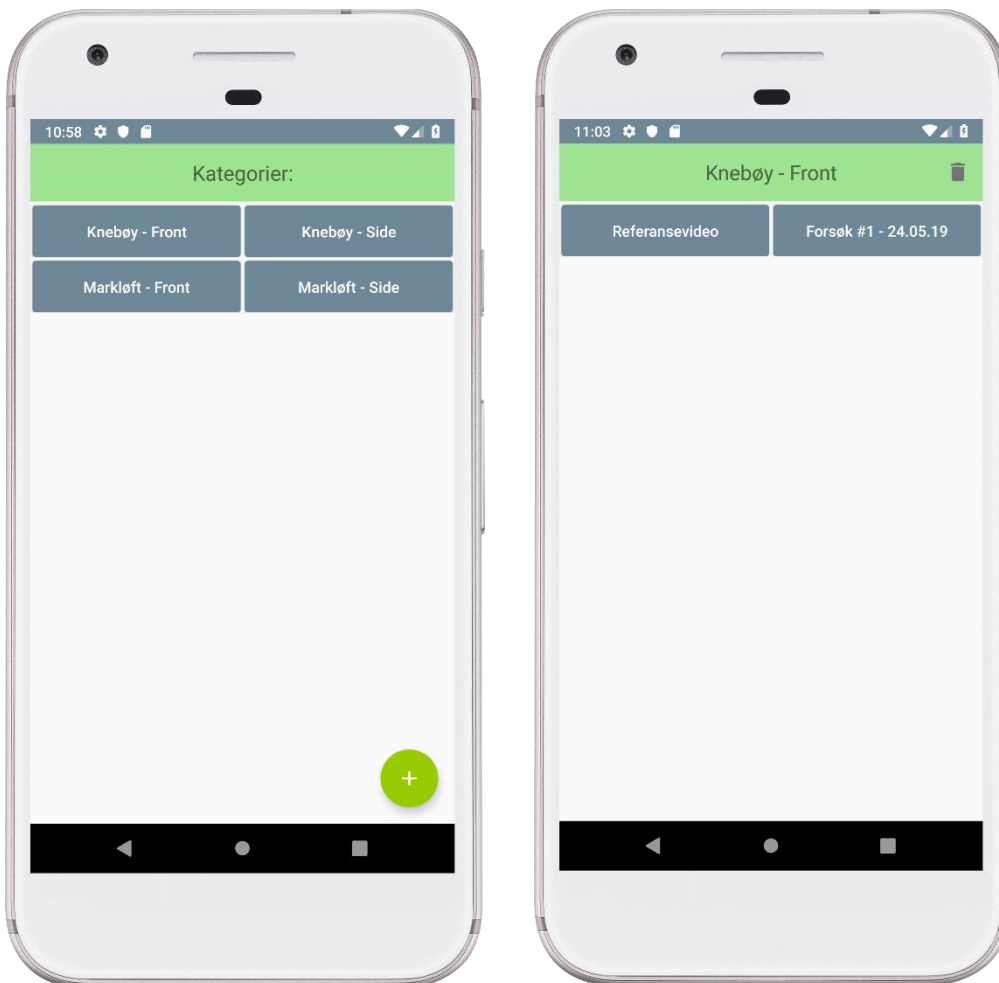 10:58
Kategorier:
Knebøy - Front
Knebøy - Side
Markløft - Front
Markløft - Side
+
11:03
Knebøy - Front
Referansevideo
Forsøk #1 - 24.05.19